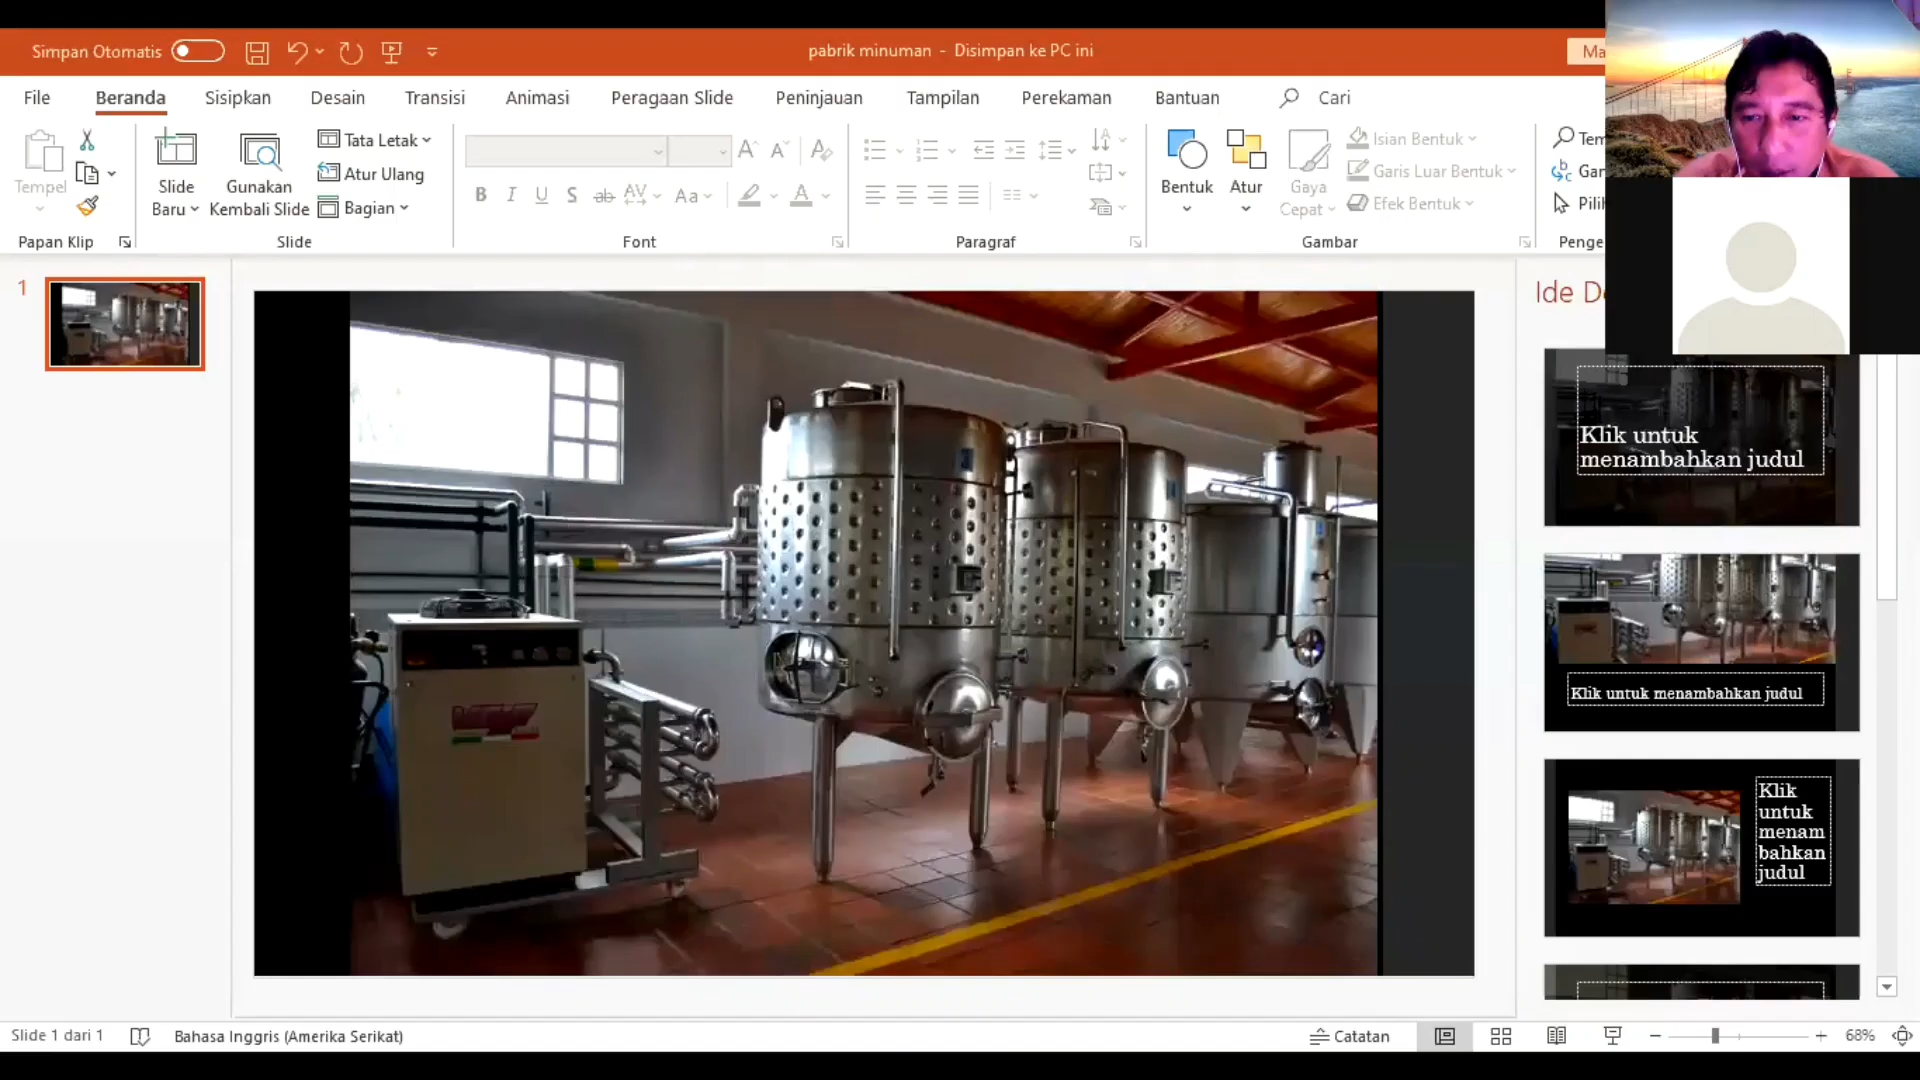 Simpan Otomatis
pabrik minuman - Disimpan ke PC ini
Ma
File Beranda Sisipkan Desain Transisi Animasi Peragaan Slide Peninjauan Tampilan Perekaman Bantuan Cari
Tempel
Slide
Baru
Gunakan
Kembali Slide
Tata Letak
Atur Ulang
Bagian
Bentuk
Atur
Gaya
Cepat
Isian Bentuk
Garis Luar Bentuk
Efek Bentuk
Tem
Gan
Pilih
Papan Klip
Slide
Font
Paragraf
Gambar
Penge
1
Ide D
Klik untuk
menambahkan judul
Klik untuk menambahkan judul
Klik
untuk
menam
bahkan
judul
Slide 1 dari 1
Bahasa Inggris (Amerika Serikat)
Catatan
68%